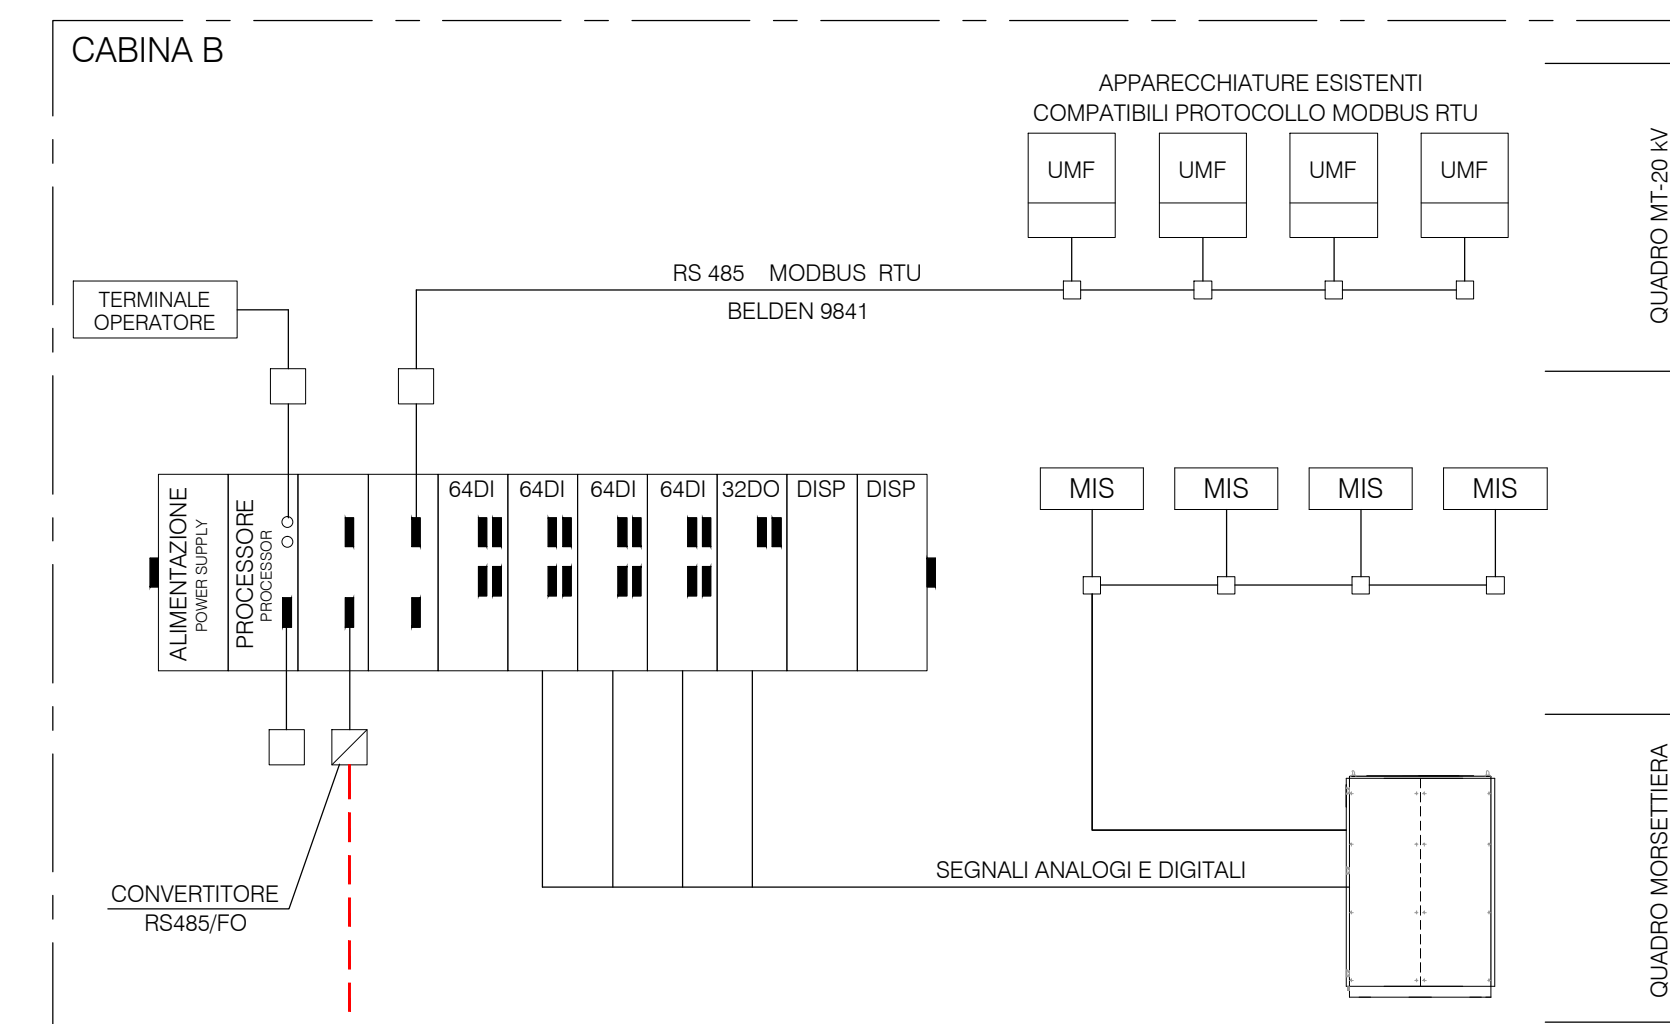 CABINA B
APPARECCHIATURE ESISTENTI
COMPATIBILI PROTOCOLLO MODBUS RTU
UMF UMF UMF UMF
QUADRO MT-20 kV
RS 485 MODBUS RTU
BELDEN 9841
TERMINALE
OPERATORE
ALIMENTAZIONE
POWER SUPPLY
PROCESSORE
PROCESSOR
64DI 64DI 64DI 64DI 32DO DISP DISP
MIS MIS MIS MIS
SEGNALI ANALOGI E DIGITALI
QUADRO MORSETTIERA
CONVERTITORE
RS485/FO